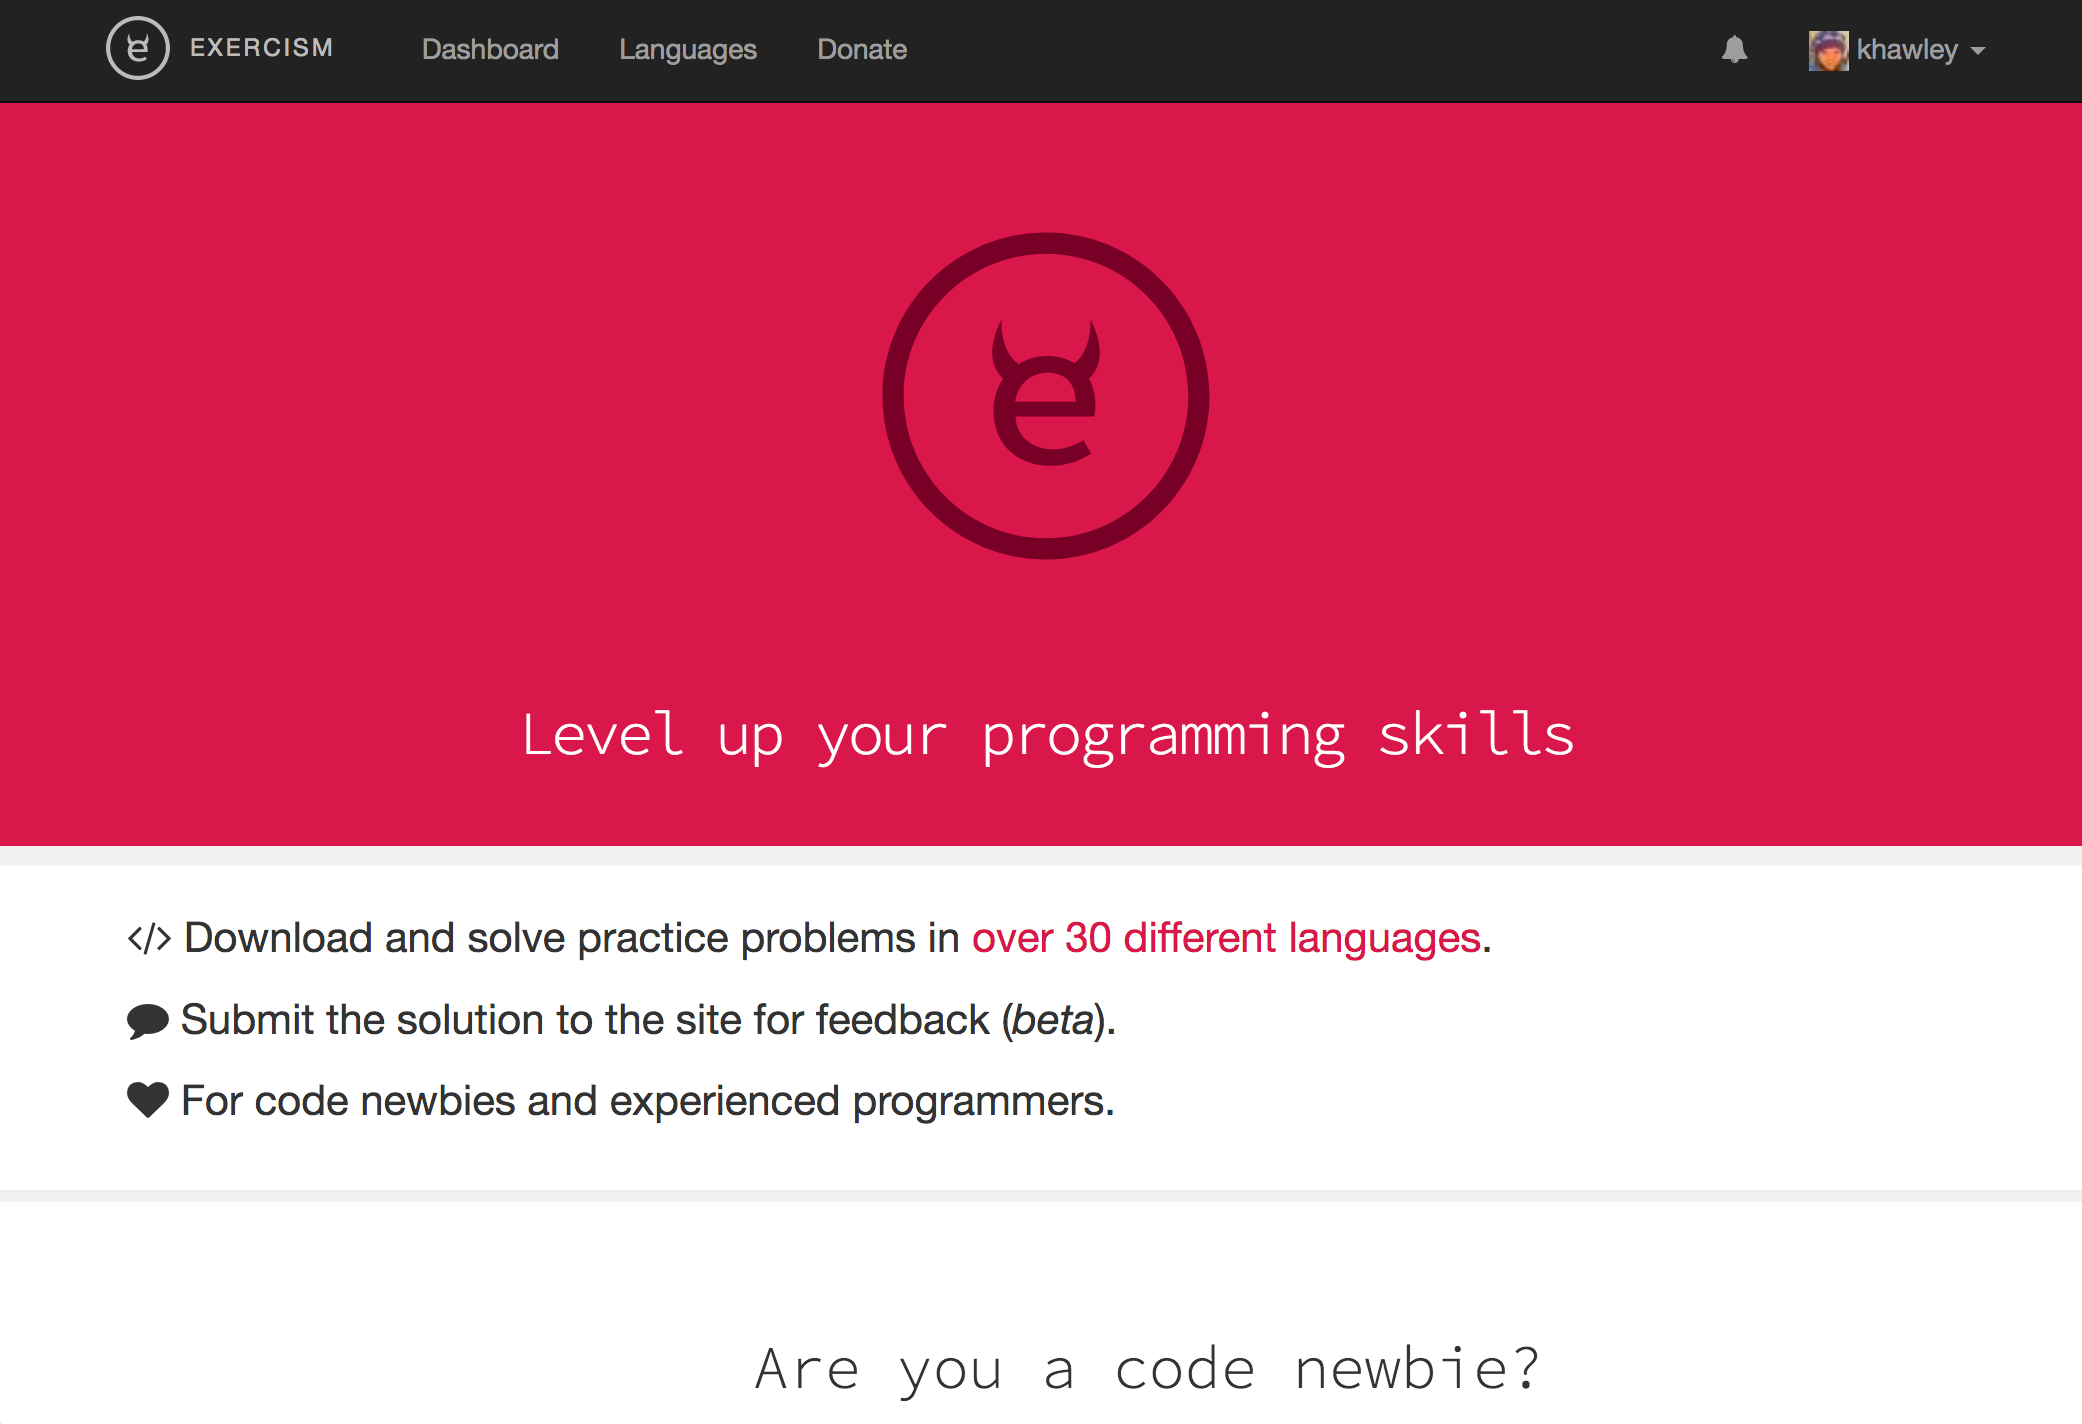 e EXERCISM Dashboard Languages Donate khawley
e
Level up your programming skills
</> Download and solve practice problems in over 30 different languages.
Submit the solution to the site for feedback (beta).
For code newbies and experienced programmers.
Are you a code newbie?